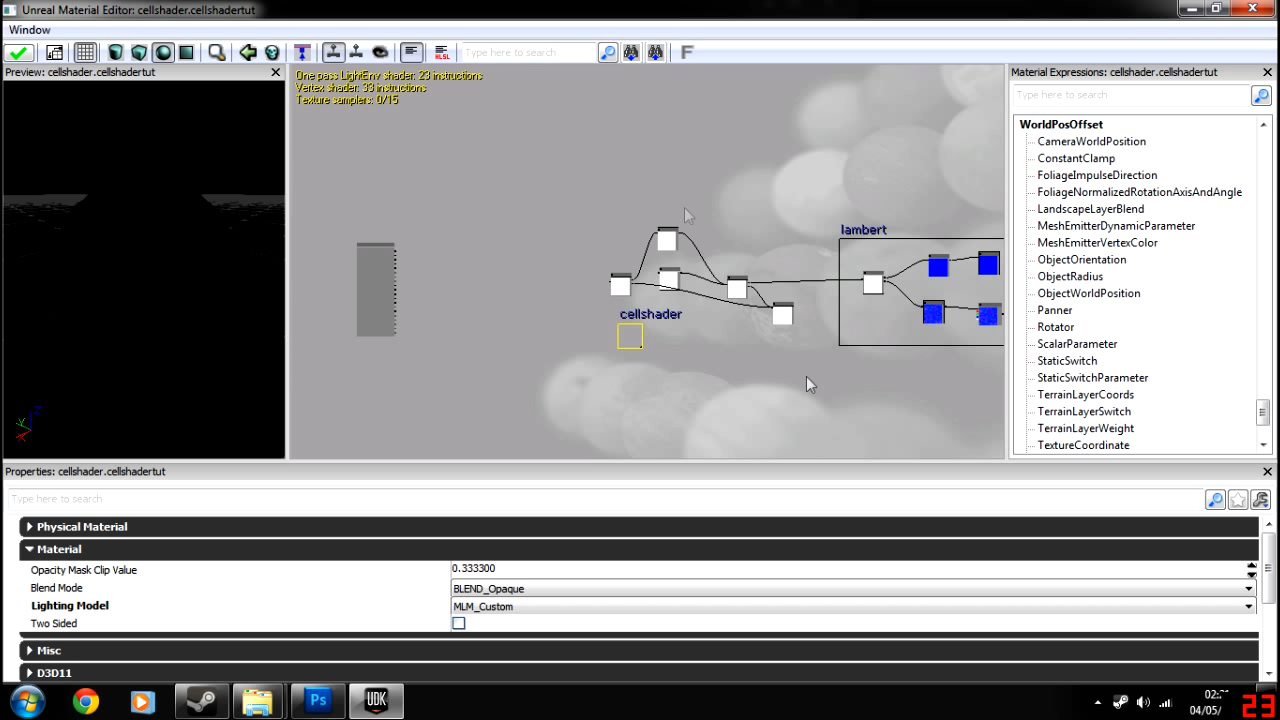 Unreal Material Editor: cellshader.cellshadertut
Window
HLSL
Type here to search
F
Preview: cellshader.cellshadertut
One pass LightEnv shader: 23 instructions
Vertex shader: 33 instructions
Texture samplers: 0/15
lambert
cellshader
Z
Y
X
Material Expressions: cellshader.cellshadertut
Type here to search
WorldPosOffset
CameraWorldPosition
ConstantClamp
FoliageImpulseDirection
FoliageNormalizedRotationAxisAndAngle
LandscapeLayerBlend
MeshEmitterDynamicParameter
MeshEmitterVertexColor
ObjectOrientation
ObjectRadius
ObjectWorldPosition
Panner
Rotator
ScalarParameter
StaticSwitch
StaticSwitchParameter
TerrainLayerCoords
TerrainLayerSwitch
TerrainLayerWeight
TextureCoordinate
Properties: cellshader.cellshadertut
Type here to search
Physical Material
Material
Opacity Mask Clip Value 0.333300
Blend Mode BLEND_Opaque
Lighting Model MLM_Custom
Two Sided
Misc
D3D11
Ps
UDK
04/05/
23